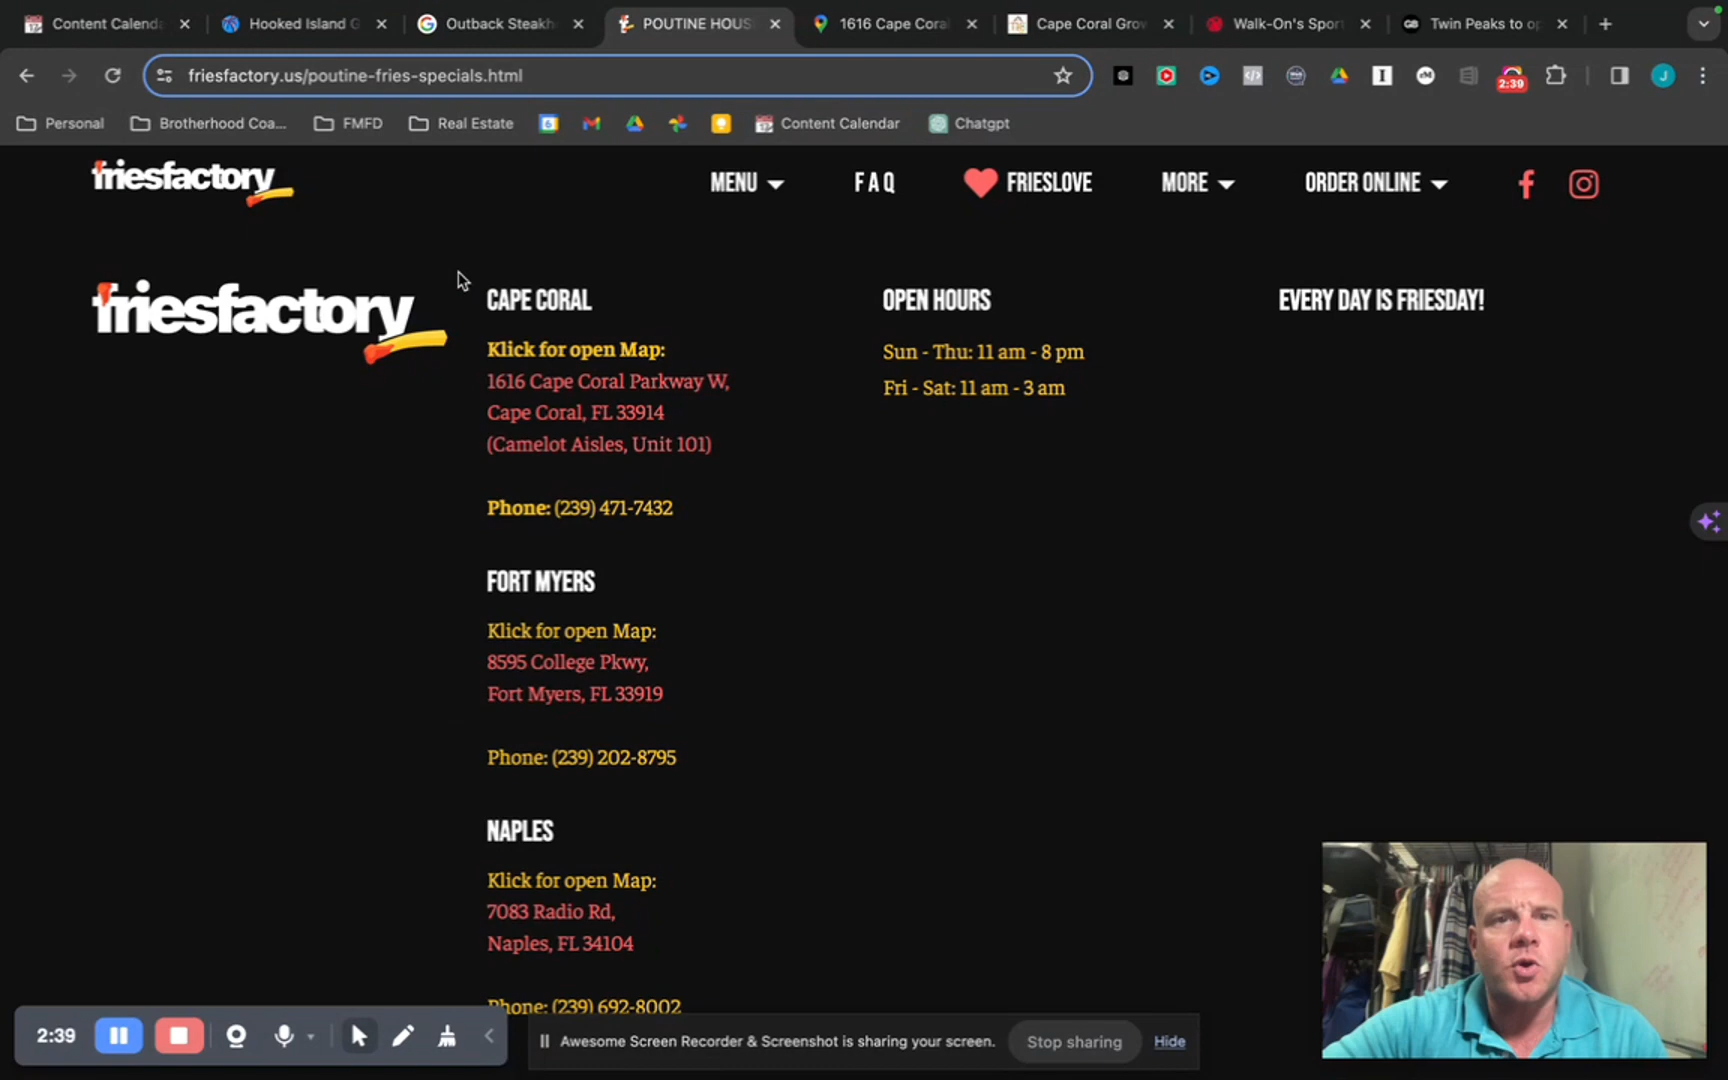 Content Calenda
Hooked Island G
Outback Steakh
POUTINE HOUS
1616 Cape Cora
Cape Coral Grow
Walk-On's Sport
Twin Peaks to op
friesfactory.us/poutine-fries-specials.html
2:39
J
Personal
Brotherhood Coa...
FMFD
Real Estate
Content Calendar
Chatgpt
friesfactory
MENU
F A Q
FRIESLOVE
MORE
ORDER ONLINE
friesfactory
CAPE CORAL
Klick for open Map:
1616 Cape Coral Parkway W,
Cape Coral, FL 33914
(Camelot Aisles, Unit 101)
Phone: (239) 471-7432
FORT MYERS
Klick for open Map:
8595 College Pkwy,
Fort Myers, FL 33919
Phone: (239) 202-8795
NAPLES
Klick for open Map:
7083 Radio Rd,
Naples, FL 34104
Phone: (239) 692-8002
OPEN HOURS
Sun - Thu: 11 am - 8 pm
Fri - Sat: 11 am - 3 am
EVERY DAY IS FRIESDAY!
2:39
Awesome Screen Recorder & Screenshot is sharing your screen.
Stop sharing
Hide